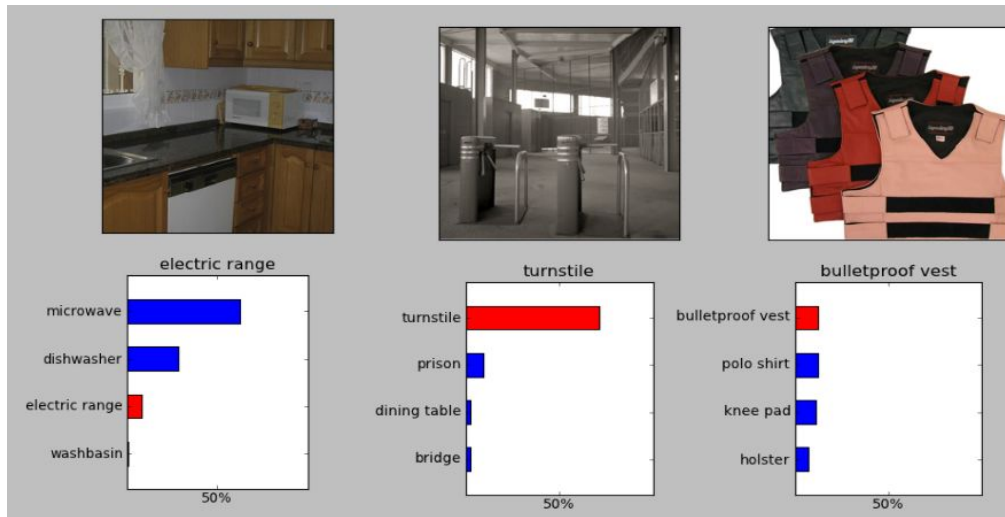 electric range
microwave
dishwasher
electric range
washbasin
50%
turnstile
turnstile
prison
dining table
bridge
50%
bulletproof vest
bulletproof vest
polo shirt
knee pad
holster
50%